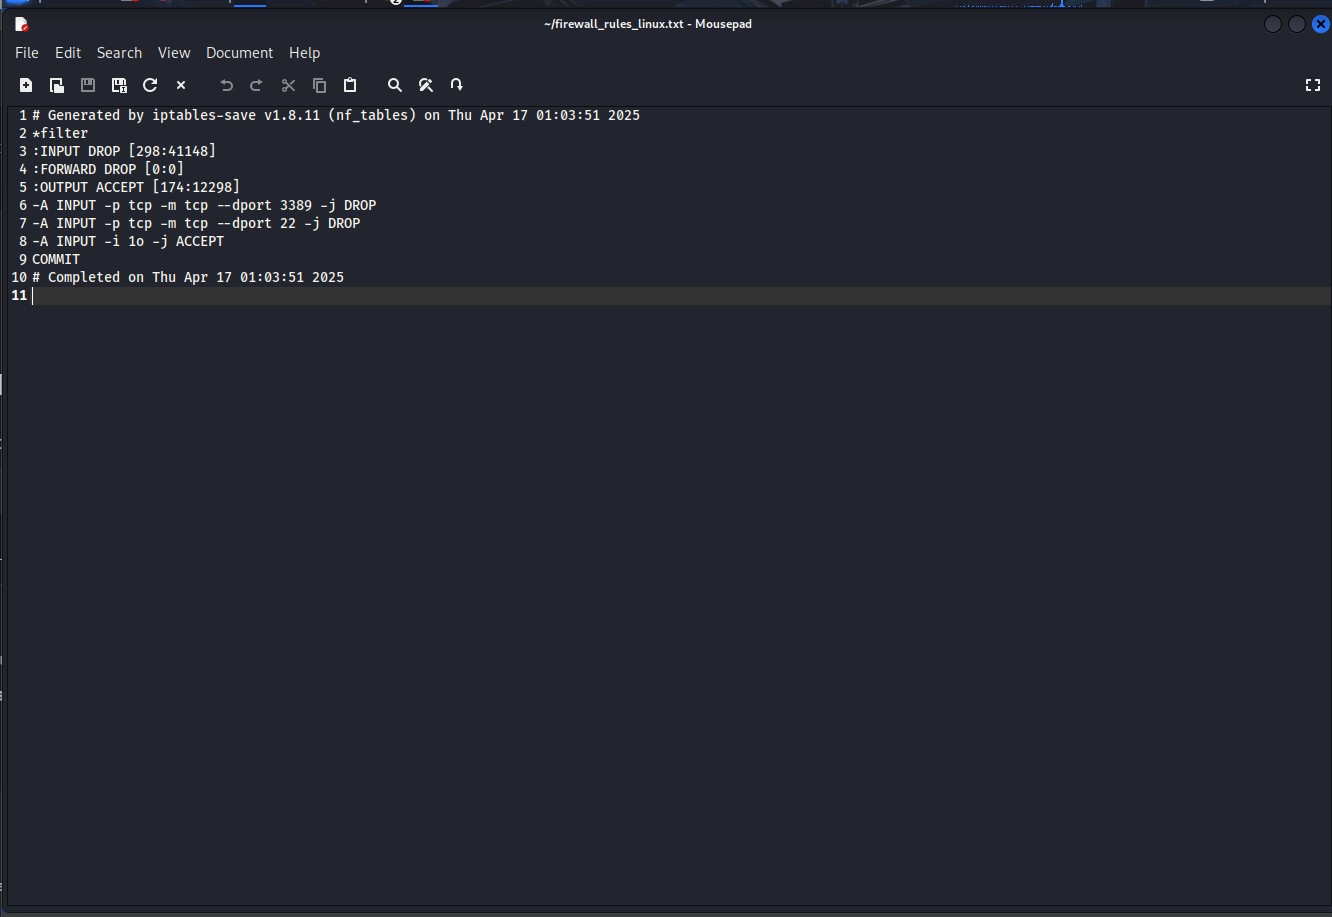 ~/firewall_rules_linux.txt - Mousepad
File Edit Search View Document Help
1 # Generated by iptables-save v1.8.11 (nf_tables) on Thu Apr 17 01:03:51 2025
2 *filter
3 :INPUT DROP [298:41148]
4 :FORWARD DROP [0:0]
5 :OUTPUT ACCEPT [174:12298]
6 -A INPUT -p tcp -m tcp --dport 3389 -j DROP
7 -A INPUT -p tcp -m tcp --dport 22 -j DROP
8 -A INPUT -i 1o -j ACCEPT
9 COMMIT
10 # Completed on Thu Apr 17 01:03:51 2025
11